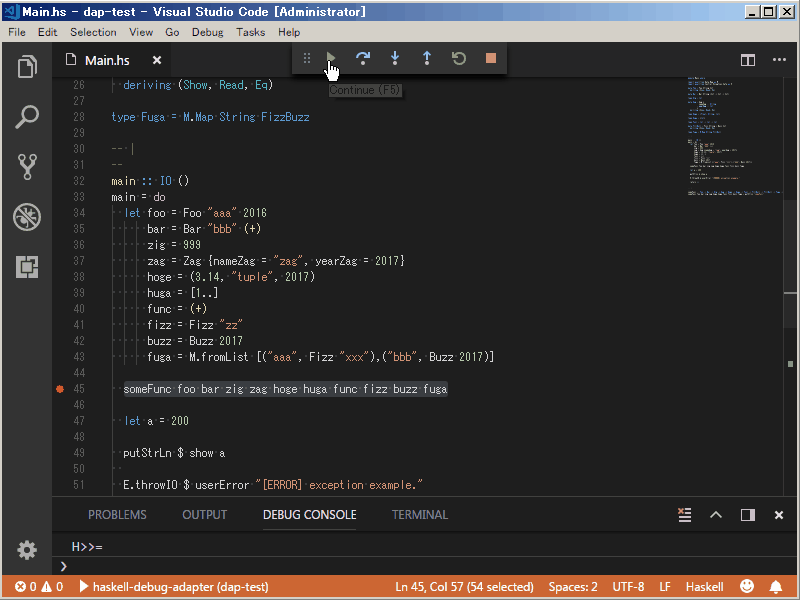 Main.hs - dap-test - Visual Studio Code [Administrator]
File Edit Selection View Go Debug Tasks Help
Main.hs
Continue (F5)
26 deriving (Show, Read, Eq)
27
28 type Fuga = M.Map String FizzBuzz
29
30 -- |
31 --
32 main :: IO ()
33 main = do
34 let foo = Foo "aaa" 2016
35 bar = Bar "bbb" (+)
36 zig = 999
37 zag = Zag {nameZag = "zag", yearZag = 2017}
38 hoge = (3.14, "tuple", 2017)
39 huga = [1..]
40 func = (+)
41 fizz = Fizz "zz"
42 buzz = Buzz 2017
43 fuga = M.fromList [("aaa", Fizz "xxx"),("bbb", Buzz 2017)]
44
45 someFunc foo bar zig zag hoge huga func fizz buzz fuga
46
47 let a = 200
48
49 putStrLn $ show a
50
51 E.throwIO $ userError "[ERROR] exception example."
PROBLEMS OUTPUT DEBUG CONSOLE TERMINAL
H>>=
0 0 haskell-debug-adapter (dap-test) Ln 45, Col 57 (54 selected) Spaces: 2 UTF-8 LF Haskell